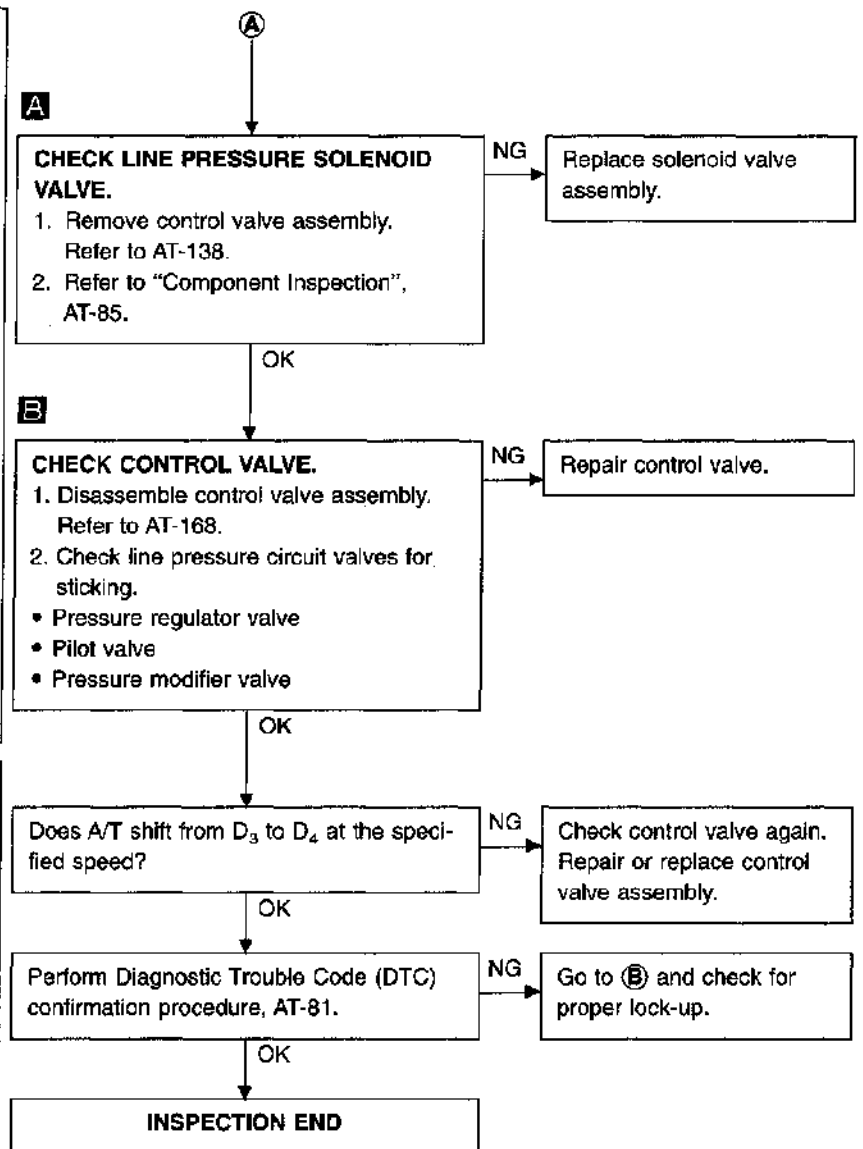 Ⓐ
A
CHECK LINE PRESSURE SOLENOID
VALVE.
1. Remove control valve assembly.
Refer to AT-138.
2. Refer to “Component Inspection”,
AT-85.
NG
Replace solenoid valve
assembly.
OK
B
CHECK CONTROL VALVE.
1. Disassemble control valve assembly.
Refer to AT-168.
2. Check line pressure circuit valves for
sticking.
• Pressure regulator valve
• Pilot valve
• Pressure modifier valve
NG
Repair control valve.
OK
Does A/T shift from D₃ to D₄ at the speci-
fied speed?
NG
Check control valve again.
Repair or replace control
valve assembly.
OK
Perform Diagnostic Trouble Code (DTC)
confirmation procedure, AT-81.
NG
Go to Ⓑ and check for
proper lock-up.
OK
INSPECTION END